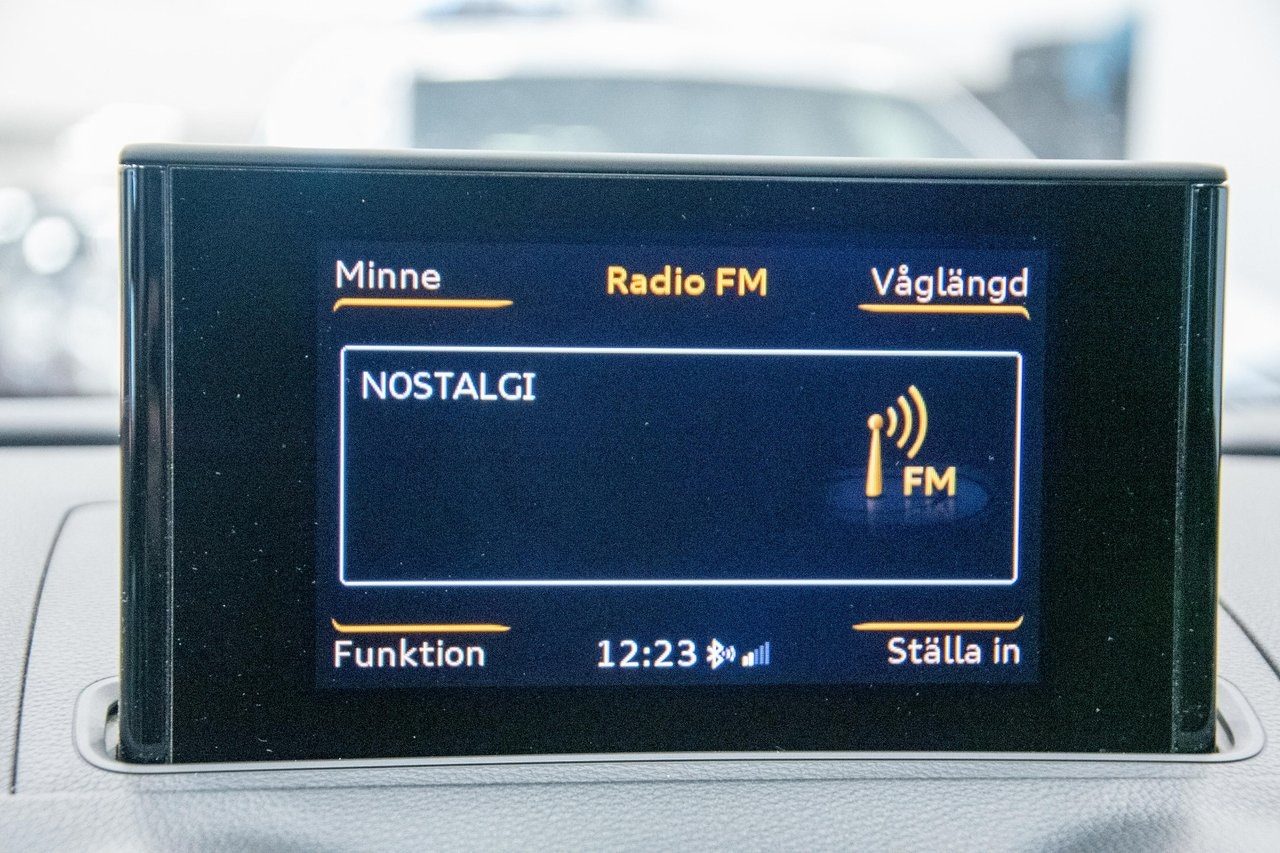 Minne
Radio FM
Våglängd
NOSTALGI
FM
Funktion
12:23
Ställa in